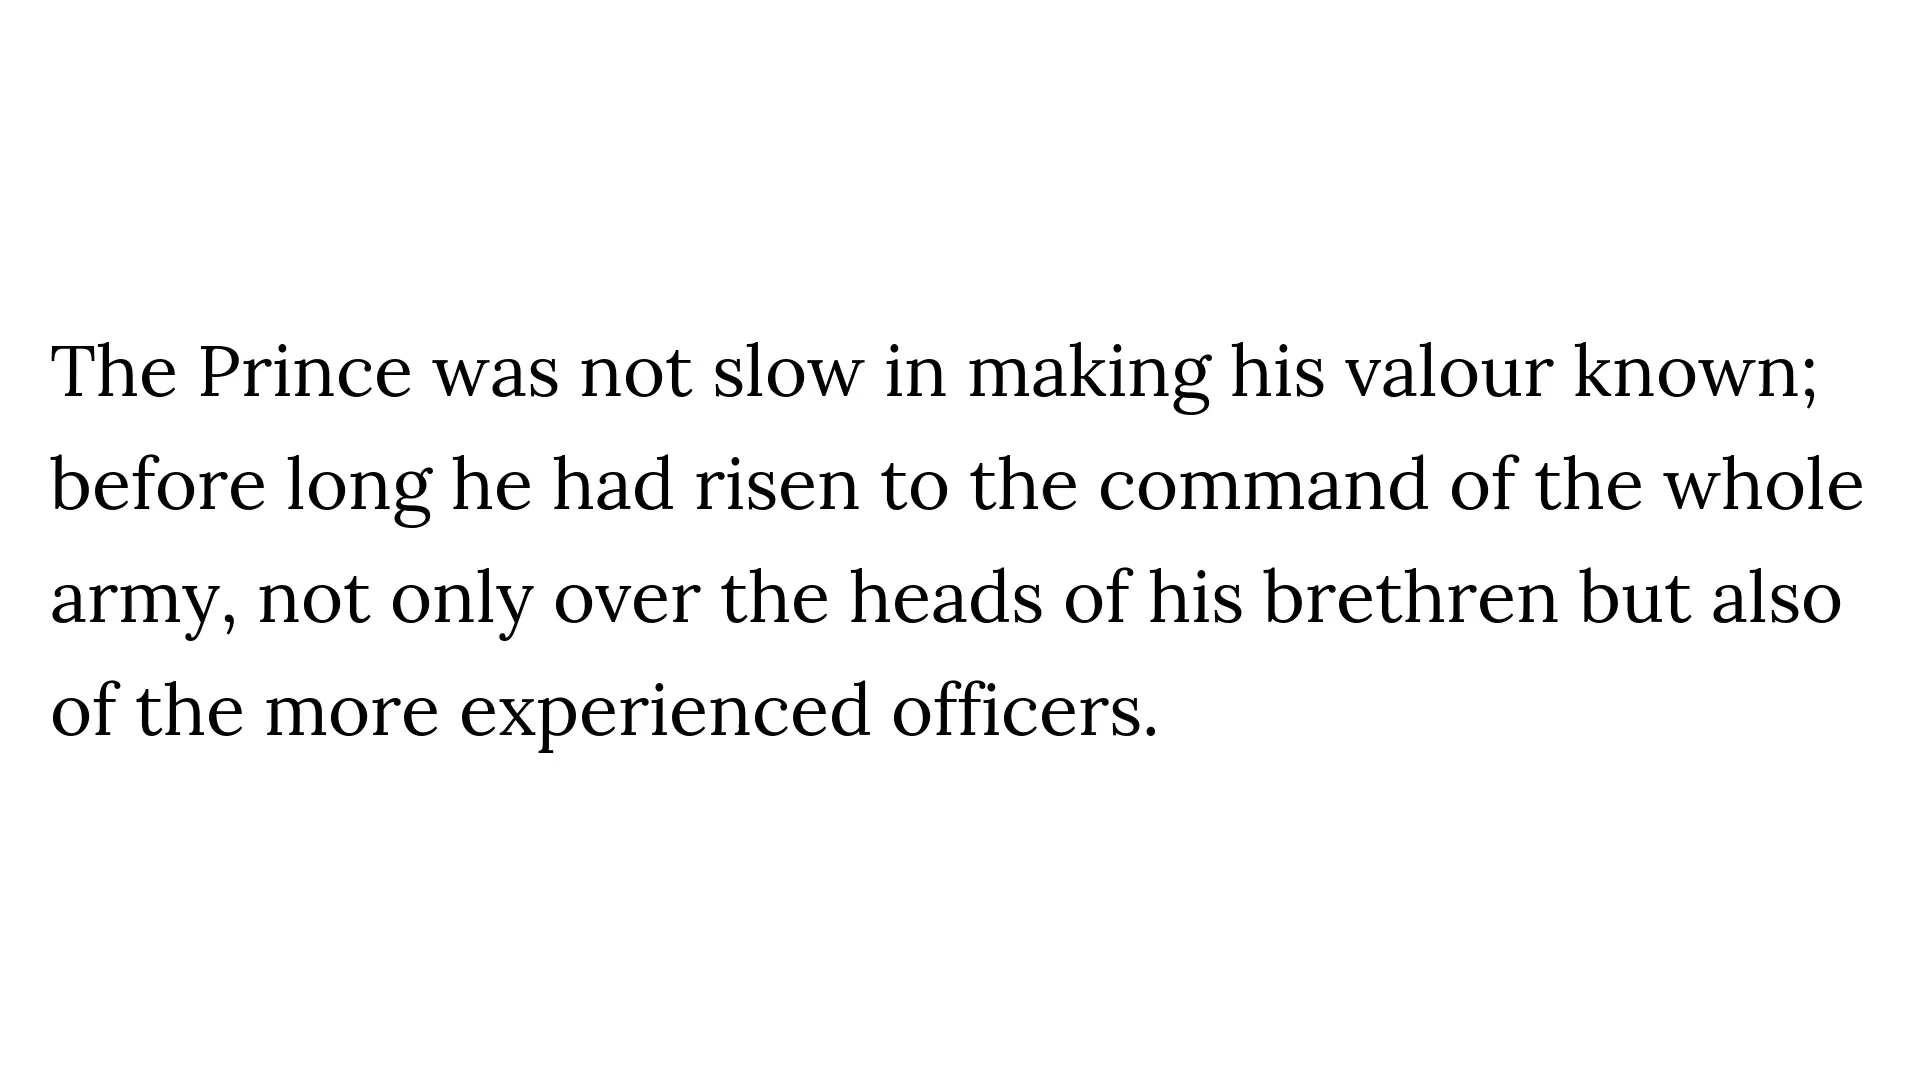 The Prince was not slow in making his valour known;
before long he had risen to the command of the whole
army, not only over the heads of his brethren but also
of the more experienced officers.